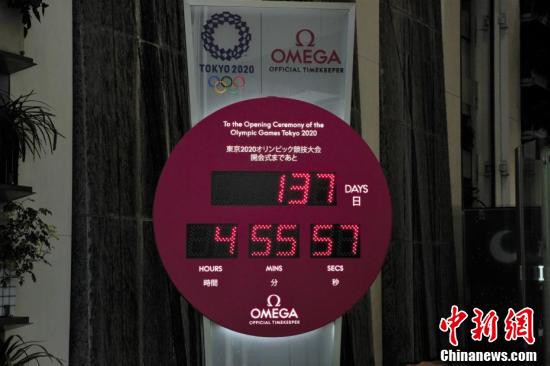 TOKYO 2020
Ω
OMEGA
OFFICIAL TIMEKEEPER
To the Opening Ceremony of the
Olympic Games Tokyo 2020
東京2020オリンピック競技大会
開会式まであと
137 DAYS
日
4 55 57
HOURS MINS SECS
時間 分 秒
Ω
OMEGA
OFFICIAL TIMEKEEPER
中新网
Chinanews.com